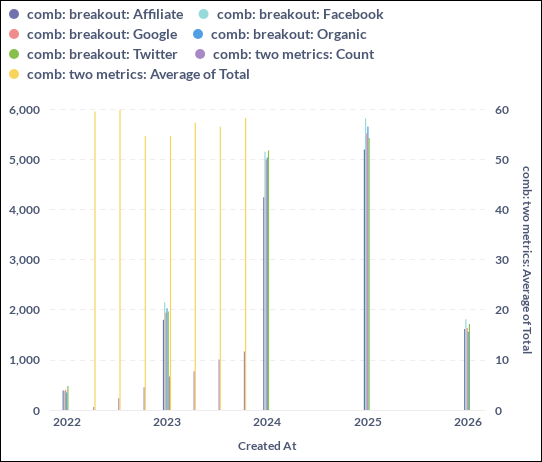 comb: breakout: Affiliate comb: breakout: Facebook
comb: breakout: Google comb: breakout: Organic
comb: breakout: Twitter comb: two metrics: Count
comb: two metrics: Average of Total
6,000 60
5,000 50
4,000 40
3,000 30
2,000 20
1,000 10
0 0
comb: two metrics: Average of Total
2022 2023 2024 2025 2026
Created At